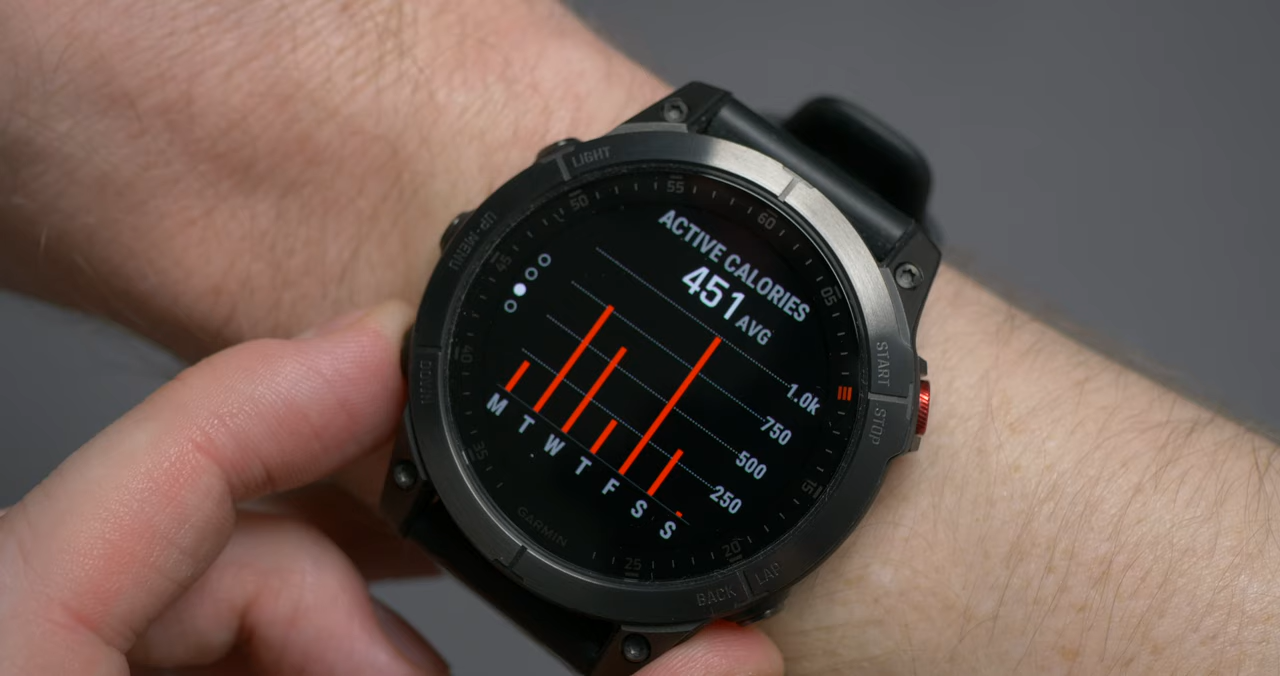 LIGHT
UP·MENU
DOWN
START
STOP
BACK
LAP
50
55
60
05
15
20
25
35
40
45
ACTIVE CALORIES
451 AVG
1.0k
750
500
250
M T W T F S S
GARMIN